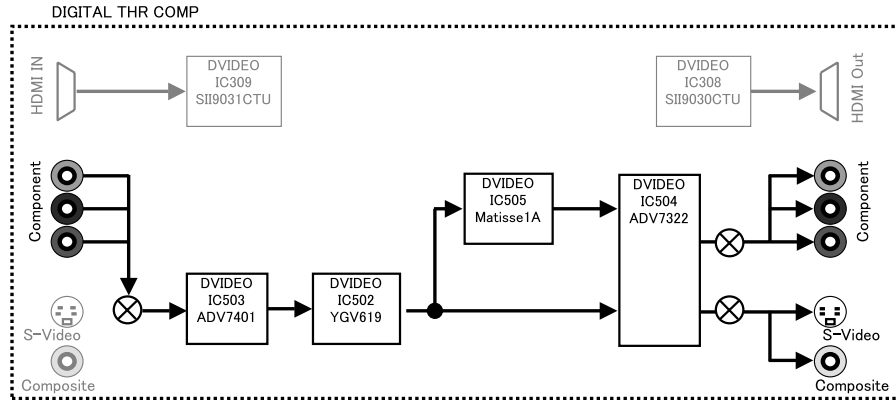 DIGITAL THR COMP
HDMI IN
DVIDEO
IC309
SII9031CTU
DVIDEO
IC308
SII9030CTU
HDMI Out
Component
DVIDEO
IC505
Matisse1A
DVIDEO
IC504
ADV7322
Component
DVIDEO
IC503
ADV7401
DVIDEO
IC502
YGV619
S-Video
S-Video
Composite
Composite